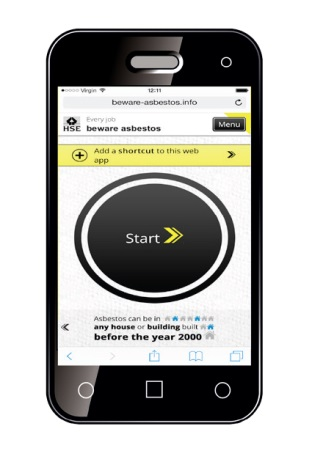 Virgin 12:11
beware-asbestos.info
HSE
Every job
beware asbestos
Menu
Add a shortcut to this web
app
Start
Asbestos can be in
any house or building built
before the year 2000